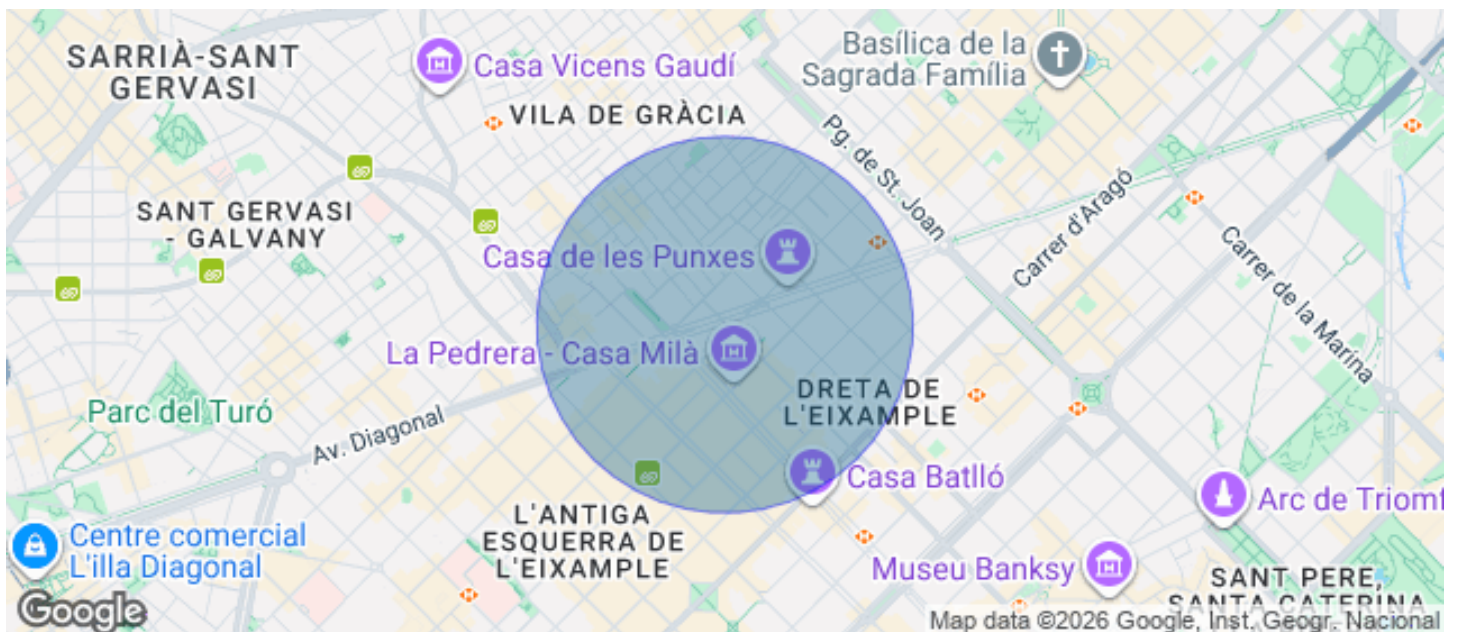 SARRIÀ-SANT
GERVASI
Casa Vicens Gaudí
Basílica de la
Sagrada Família
VILA DE GRÀCIA
Pg. de St. Joan
SANT GERVASI
- GALVANY
Casa de les Punxes
Carrer d'Aragó
Carrer de la Marina
La Pedrera - Casa Milà
DRETA DE
L'EIXAMPLE
Parc del Turó
Av. Diagonal
Casa Batlló
Arc de Triomf
L'ANTIGA
ESQUERRA DE
L'EIXAMPLE
Centre comercial
L'illa Diagonal
Museu Banksy
SANT PERE,
SANTA CATERINA
Google
Map data ©2026 Google, Inst. Geogr. Nacional